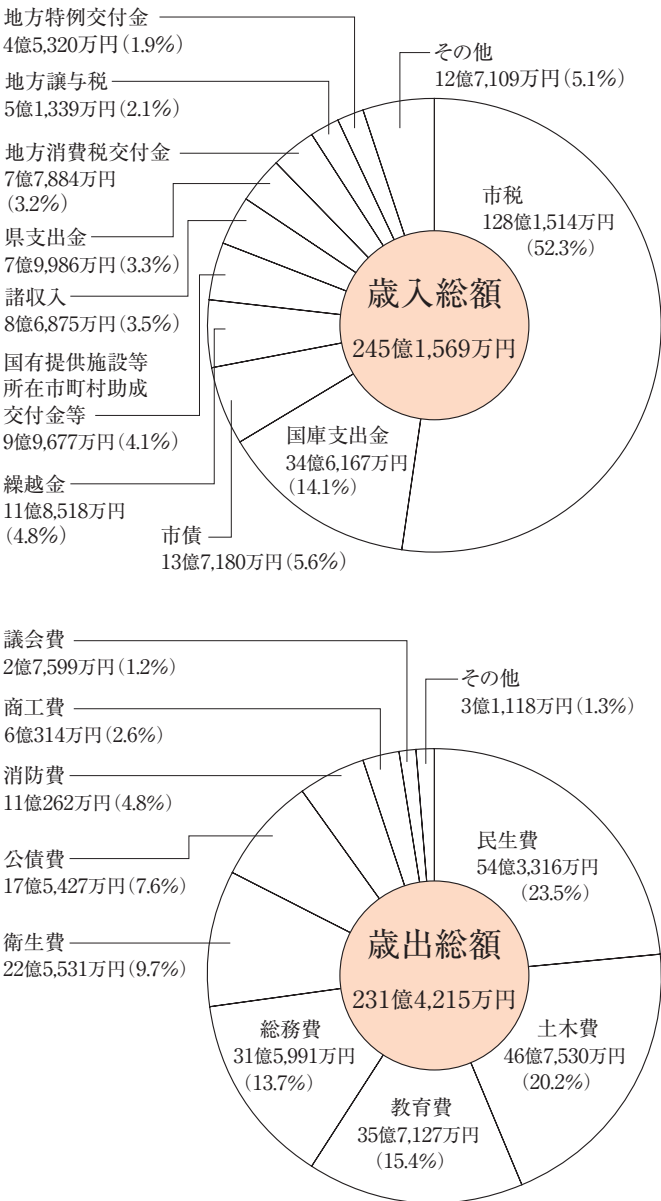 地方特例交付金
4億5,320万円(1.9%)
地方譲与税
5億1,339万円(2.1%)
地方消費税交付金
7億7,884万円
(3.2%)
県支出金
7億9,986万円(3.3%)
諸収入
8億6,875万円(3.5%)
国有提供施設等
所在市町村助成
交付金等
9億9,677万円(4.1%)
繰越金
11億8,518万円
(4.8%)
市債
13億7,180万円(5.6%)
国庫支出金
34億6,167万円
(14.1%)
その他
12億7,109万円(5.1%)
市税
128億1,514万円
(52.3%)
歳入総額
245億1,569万円
議会費
2億7,599万円(1.2%)
商工費
6億314万円(2.6%)
消防費
11億262万円(4.8%)
公債費
17億5,427万円(7.6%)
衛生費
22億5,531万円(9.7%)
総務費
31億5,991万円
(13.7%)
教育費
35億7,127万円
(15.4%)
土木費
46億7,530万円
(20.2%)
民生費
54億3,316万円
(23.5%)
その他
3億1,118万円(1.3%)
歳出総額
231億4,215万円